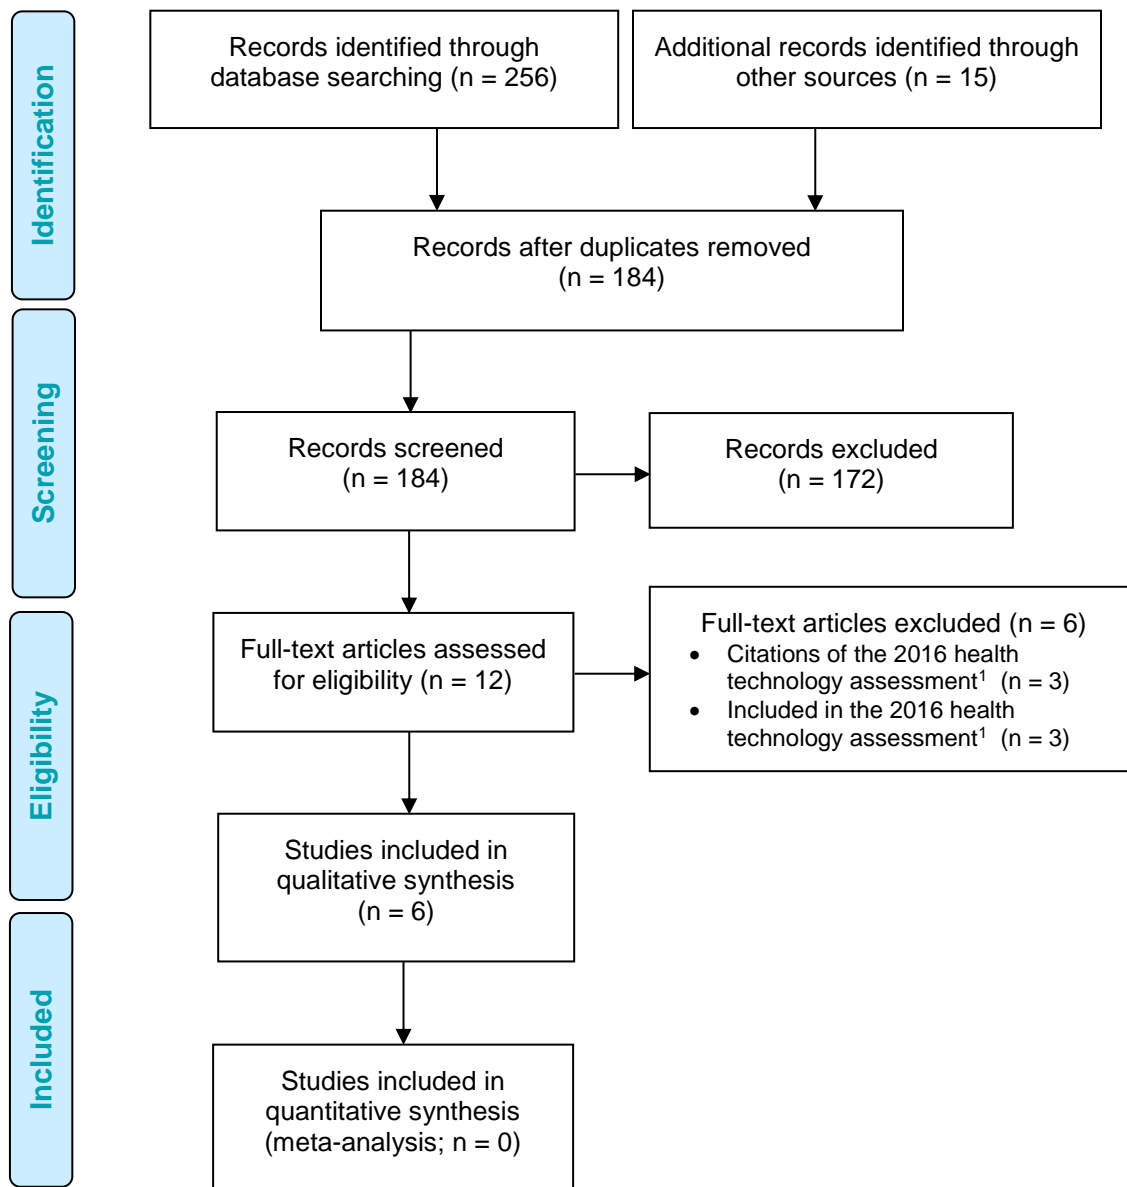 Identification
Records identified through
database searching (n = 256)
Additional records identified through
other sources (n = 15)
Records after duplicates removed
(n = 184)
Screening
Records screened
(n = 184)
Records excluded
(n = 172)
Eligibility
Full-text articles assessed
for eligibility (n = 12)
Full-text articles excluded (n = 6)
• Citations of the 2016 health
technology assessment¹ (n = 3)
• Included in the 2016 health
technology assessment¹ (n = 3)
Studies included in
qualitative synthesis
(n = 6)
Included
Studies included in
quantitative synthesis
(meta-analysis; n = 0)